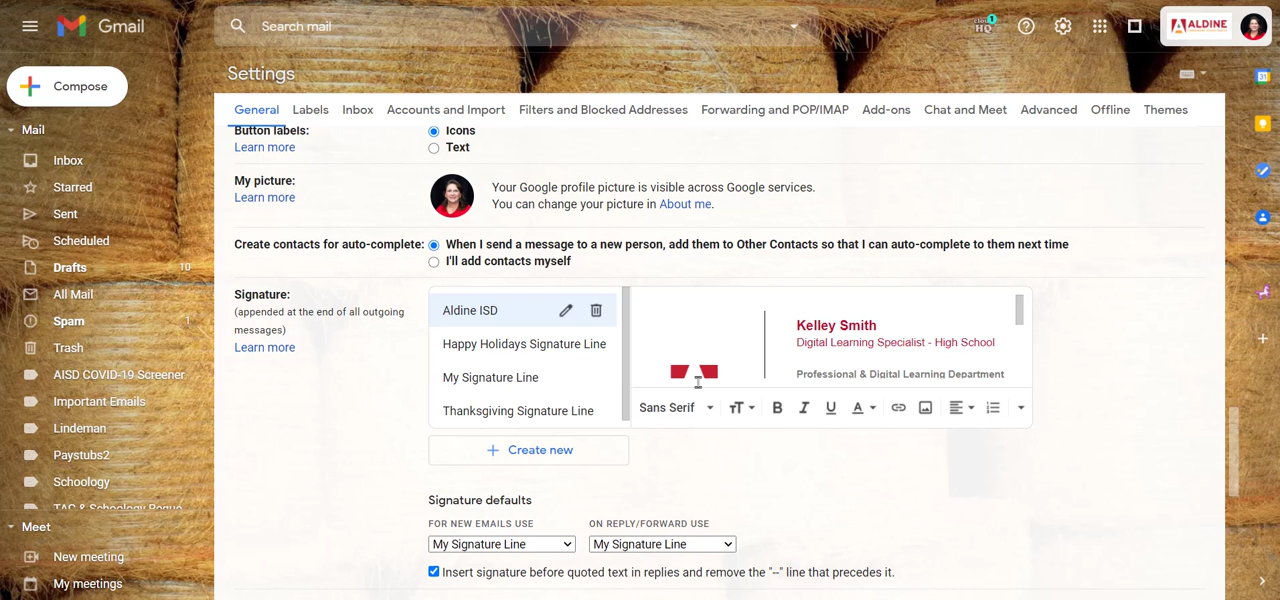 Gmail
Search mail
cloud HQ
1
ALDINE
Settings
Compose
General
Labels
Inbox
Accounts and Import
Filters and Blocked Addresses
Forwarding and POP/IMAP
Add-ons
Chat and Meet
Advanced
Offline
Themes
Mail
Inbox
Starred
Sent
Scheduled
Drafts 10
All Mail
Spam 1
Trash
AISD COVID-19 Screener
Important Emails
Lindeman
Paystubs2
Schoology
TAC & Schoology Reque
Meet
New meeting
My meetings
Button labels:
Learn more
Icons
Text
My picture:
Learn more
Your Google profile picture is visible across Google services.
You can change your picture in About me.
Create contacts for auto-complete:
When I send a message to a new person, add them to Other Contacts so that I can auto-complete to them next time
I'll add contacts myself
Signature:
(appended at the end of all outgoing
messages)
Learn more
Aldine ISD
Happy Holidays Signature Line
My Signature Line
Thanksgiving Signature Line
Kelley Smith
Digital Learning Specialist - High School
Professional & Digital Learning Department
Sans Serif
Create new
Signature defaults
FOR NEW EMAILS USE
ON REPLY/FORWARD USE
My Signature Line
My Signature Line
Insert signature before quoted text in replies and remove the "--" line that precedes it.
31